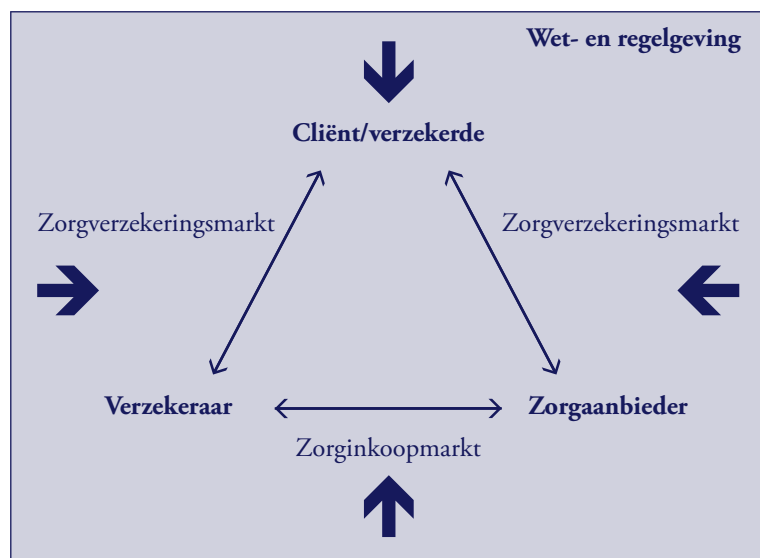 Wet- en regelgeving
Cliënt/verzekerde
Zorgverzekeringsmarkt
Zorgverzekeringsmarkt
Verzekeraar
Zorgaanbieder
Zorginkoopmarkt